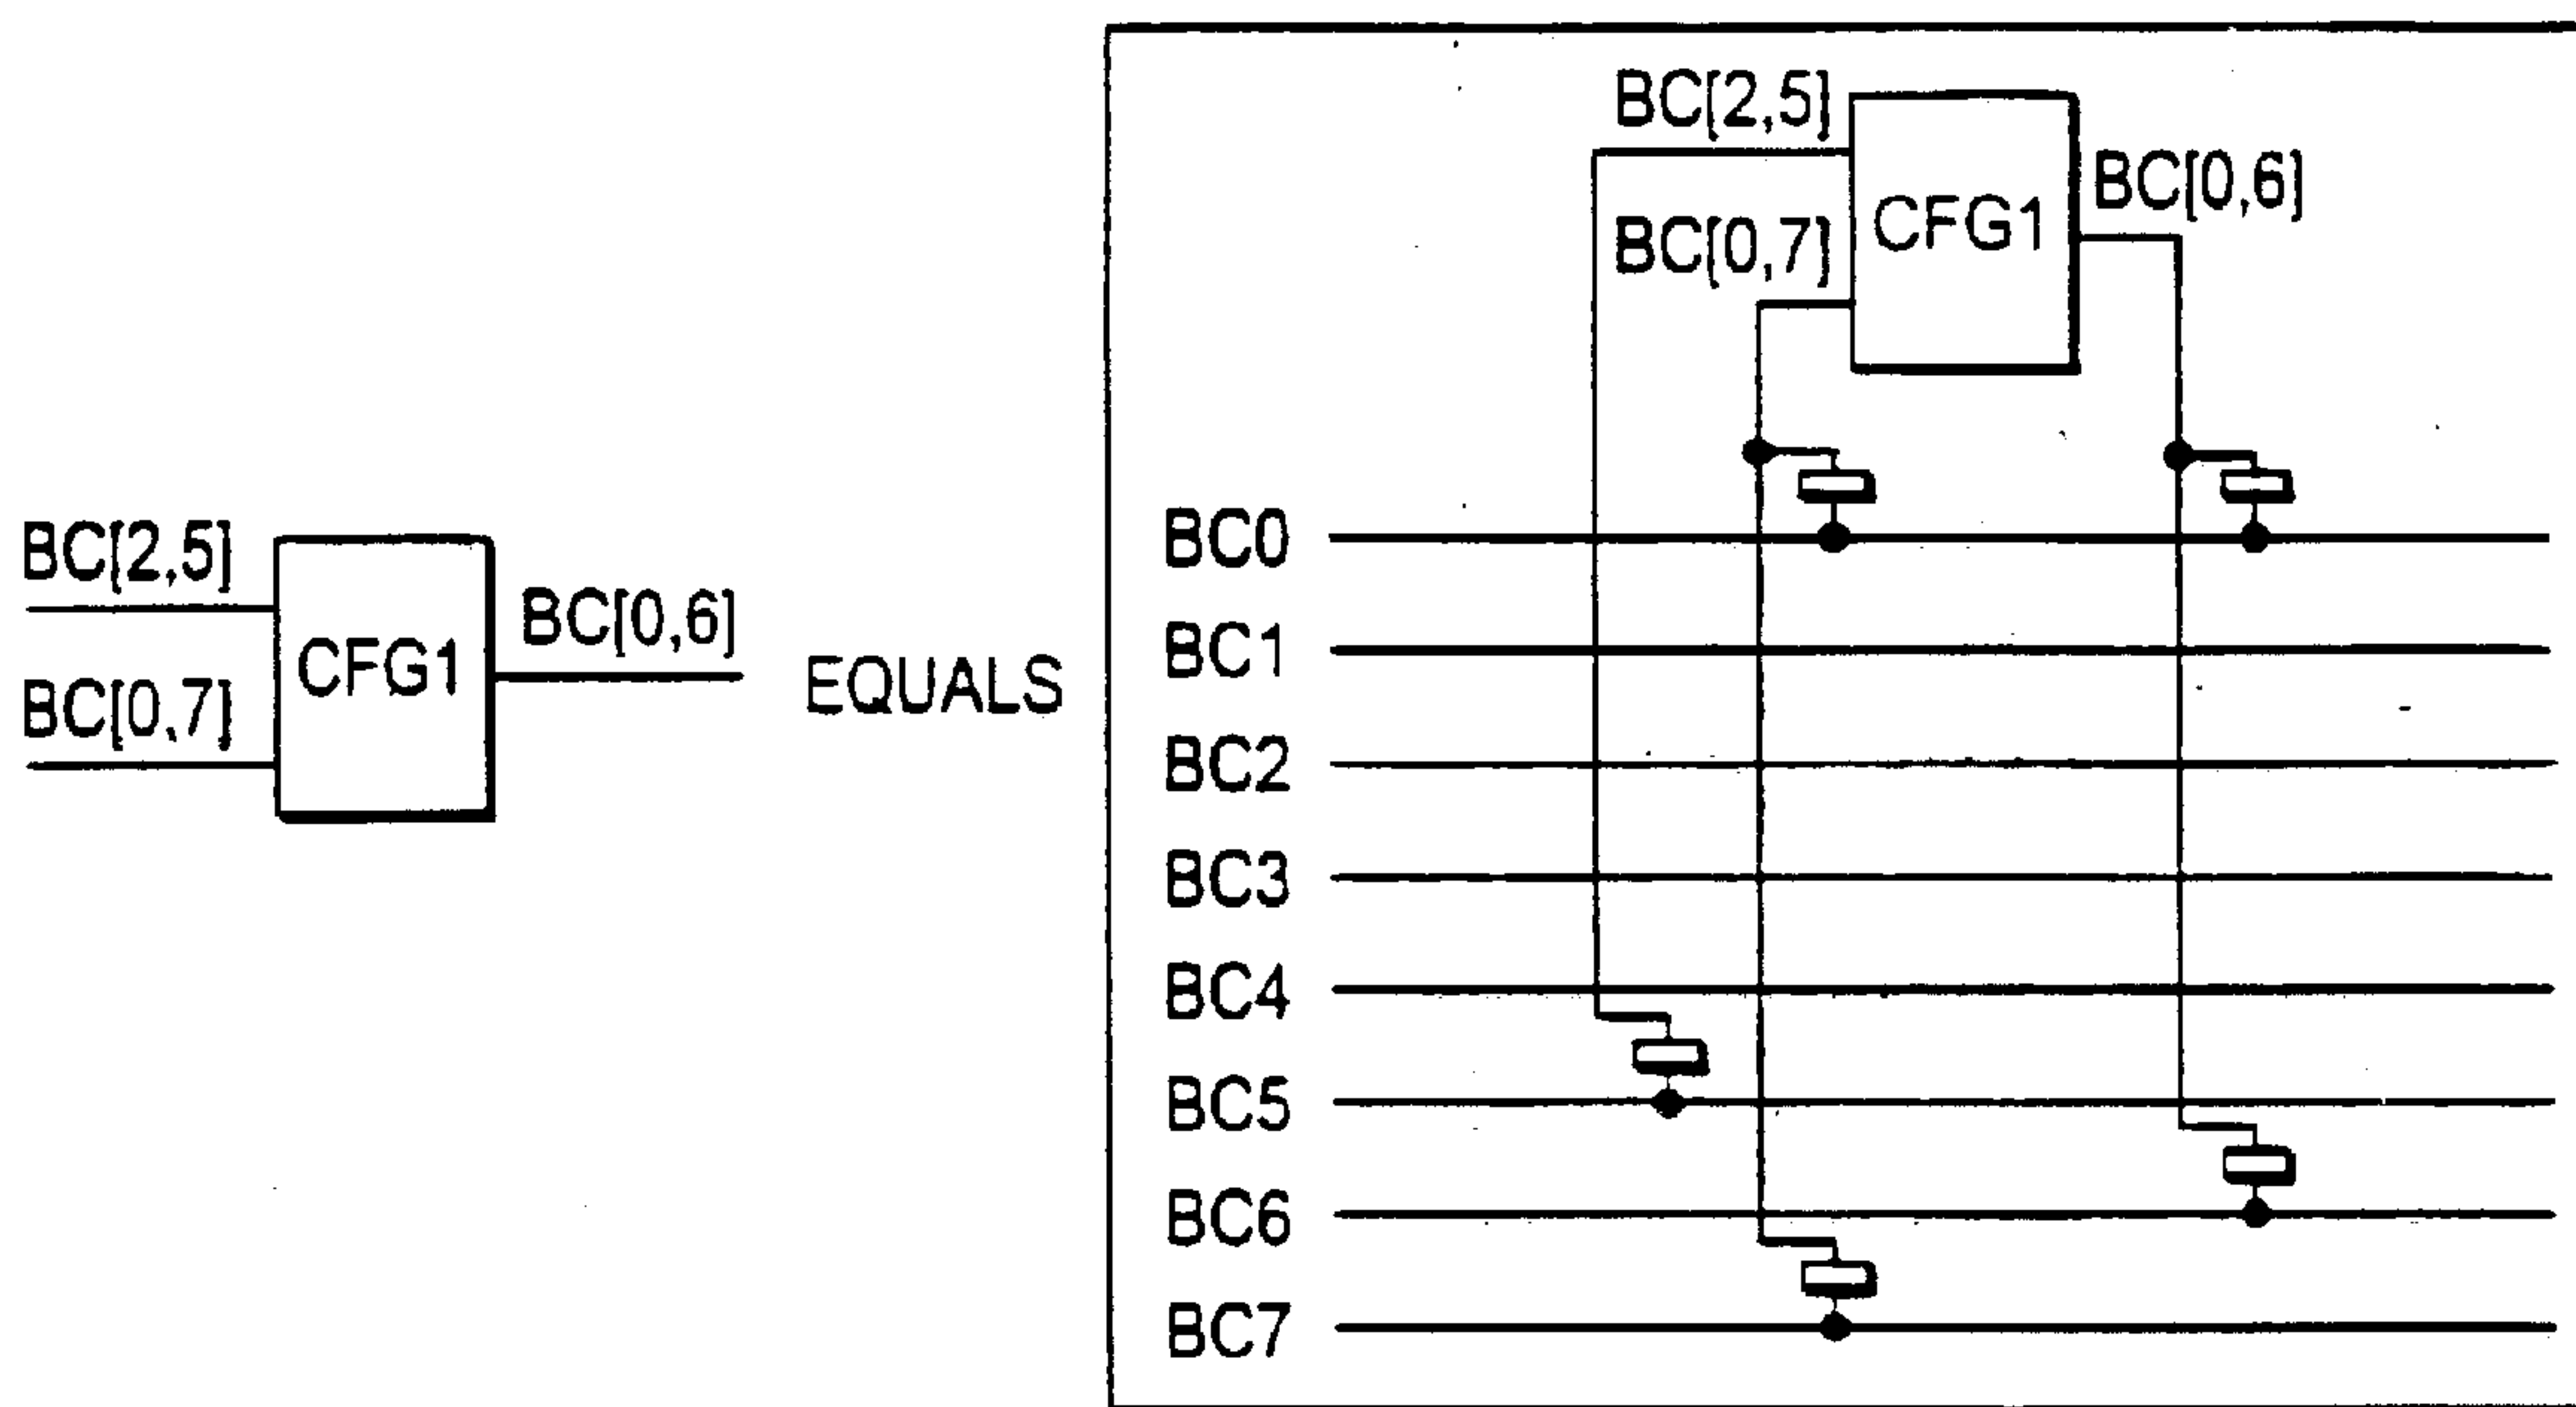 BC[2,5]
BC[0,7]
CFG1
BC[0,6]
EQUALS
BC[2,5]
BC[0,7]
CFG1
BC[0,6]
BC0
BC1
BC2
BC3
BC4
BC5
BC6
BC7